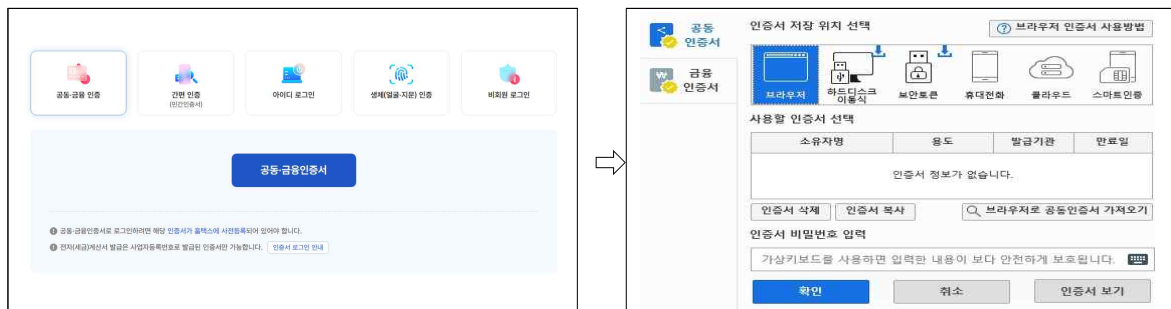 공동·금융 인증
간편 인증
(민간인증서)
아이디 로그인
생체(얼굴·지문) 인증
비회원 로그인
공동·금융인증서
공동·금융인증서로 로그인하려면 해당 인증서가 홈택스에 사전등록되어 있어야 합니다.
전자(세금)계산서 발급은 사업자등록번호로 발급된 인증서만 가능합니다. 인증서 로그인 안내
공동
인증서
금융
인증서
인증서 저장 위치 선택
브라우저 인증서 사용방법
브라우저
하드디스크
이동식
보안토큰
휴대전화
클라우드
스마트인증
사용할 인증서 선택
소유자명 용도 발급기관 만료일
인증서 정보가 없습니다.
인증서 삭제 인증서 복사 브라우저로 공동인증서 가져오기
인증서 비밀번호 입력
가상키보드를 사용하면 입력한 내용이 보다 안전하게 보호됩니다.
확인 취소 인증서 보기